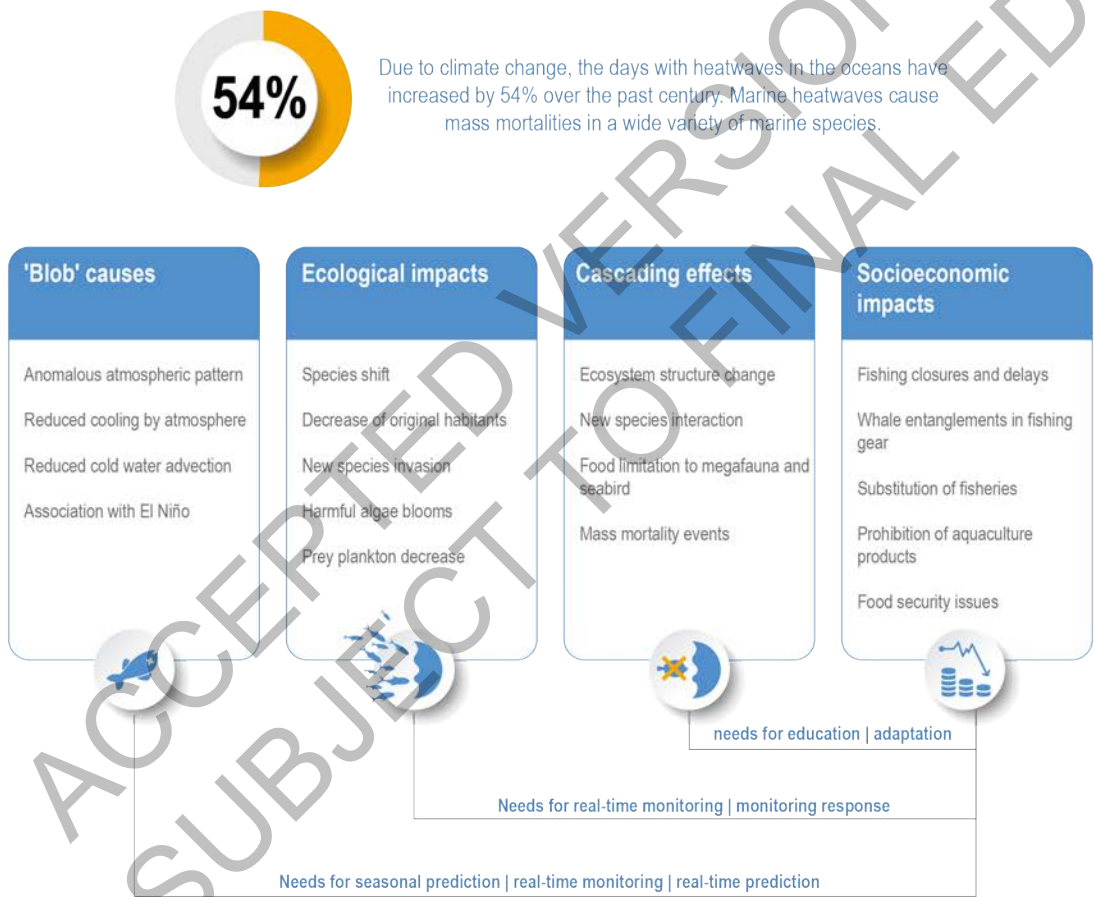 54%
Due to climate change, the days with heatwaves in the oceans have
increased by 54% over the past century. Marine heatwaves cause
mass mortalities in a wide variety of marine species.
'Blob' causes
Anomalous atmospheric pattern
Reduced cooling by atmosphere
Reduced cold water advection
Association with El Niño
Ecological impacts
Species shift
Decrease of original habitants
New species invasion
Harmful algae blooms
Prey plankton decrease
Cascading effects
Ecosystem structure change
New species interaction
Food limitation to megafauna and
seabird
Mass mortality events
Socioeconomic
impacts
Fishing closures and delays
Whale entanglements in fishing
gear
Substitution of fisheries
Prohibition of aquaculture
products
Food security issues
needs for education | adaptation
Needs for real-time monitoring | monitoring response
Needs for seasonal prediction | real-time monitoring | real-time prediction
ACCEPTED VERSION
SUBJECT TO FINAL ED